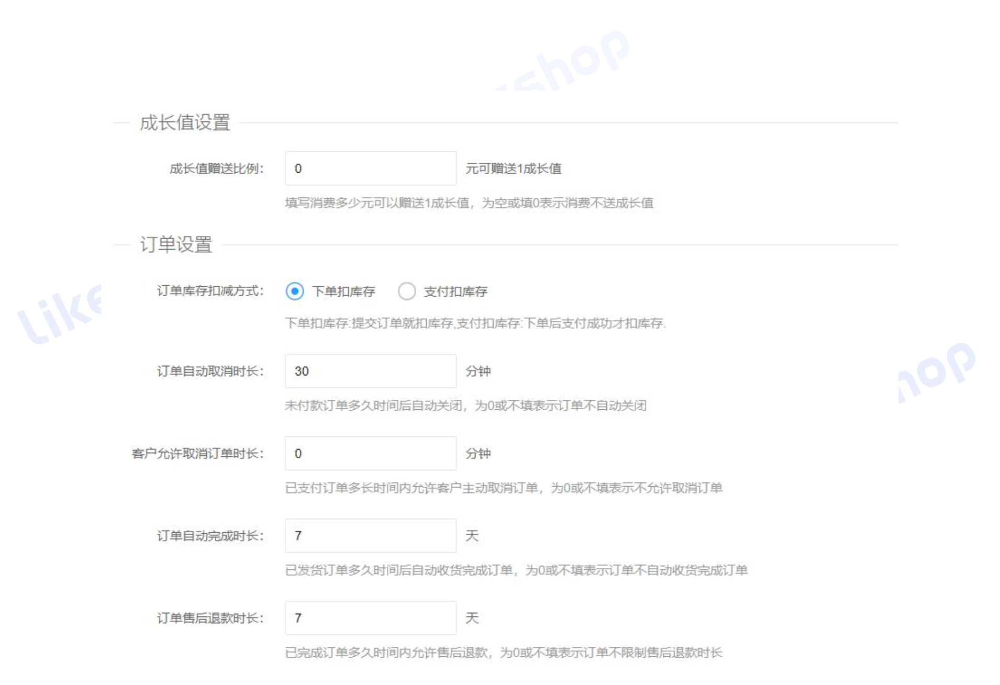 shop
成长值设置
成长值赠送比例： 0 元可赠送1成长值
填写消费多少元可以赠送1成长值，为空或填0表示消费不送成长值
订单设置
订单库存扣减方式： 下单扣库存 支付扣库存
下单扣库存:提交订单就扣库存,支付扣库存:下单后支付成功才扣库存.
Like
订单自动取消时长： 30 分钟
hop
未付款订单多久时间后自动关闭，为0或不填表示订单不自动关闭
客户允许取消订单时长： 0 分钟
已支付订单多长时间内允许客户主动取消订单，为0或不填表示不允许取消订单
订单自动完成时长： 7 天
已发货订单多久时间后自动收货完成订单，为0或不填表示订单不自动收货完成订单
订单售后退款时长： 7 天
已完成订单多久时间内允许售后退款，为0或不填表示订单不限制售后退款时长